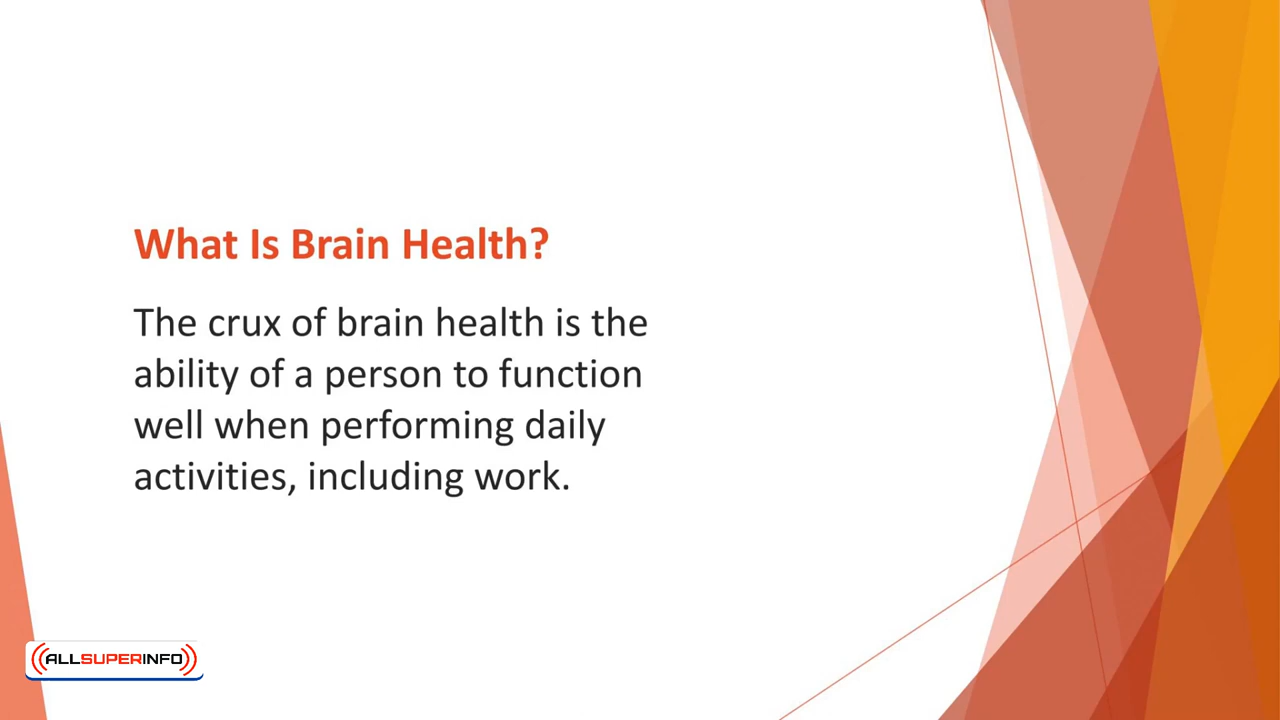 What Is Brain Health?
The crux of brain health is the
ability of a person to function
well when performing daily
activities, including work.
ALLSUPERINFO